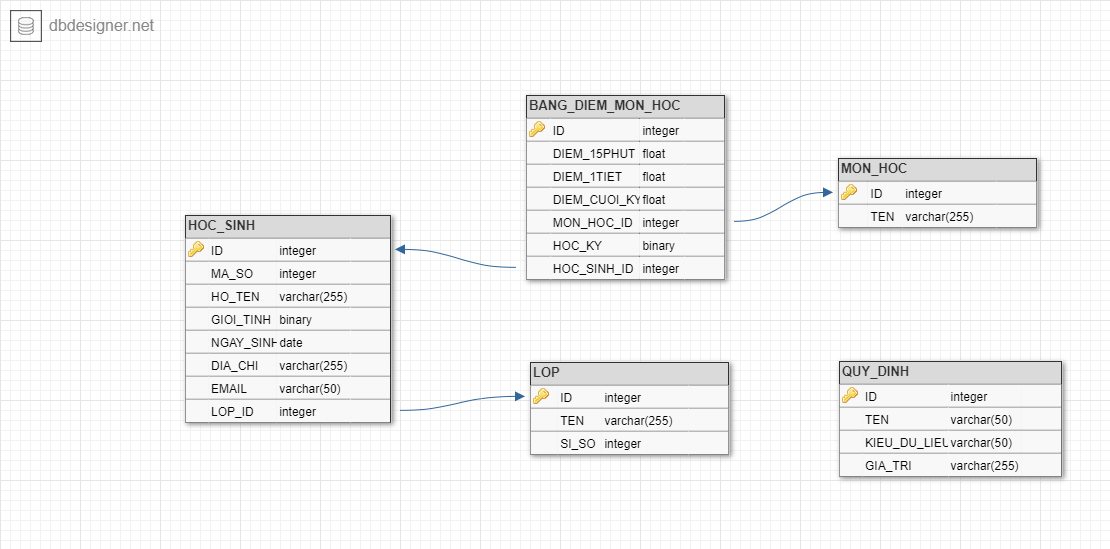 dbdesigner.net
BANG_DIEM_MON_HOC
ID integer
DIEM_15PHUT float
DIEM_1TIET float
DIEM_CUOI_KY float
MON_HOC_ID integer
HOC_KY binary
HOC_SINH_ID integer
MON_HOC
ID integer
TEN varchar(255)
HOC_SINH
ID integer
MA_SO integer
HO_TEN varchar(255)
GIOI_TINH binary
NGAY_SINH date
DIA_CHI varchar(255)
EMAIL varchar(50)
LOP_ID integer
LOP
ID integer
TEN varchar(255)
SI_SO integer
QUY_DINH
ID integer
TEN varchar(50)
KIEU_DU_LIEU varchar(50)
GIA_TRI varchar(255)